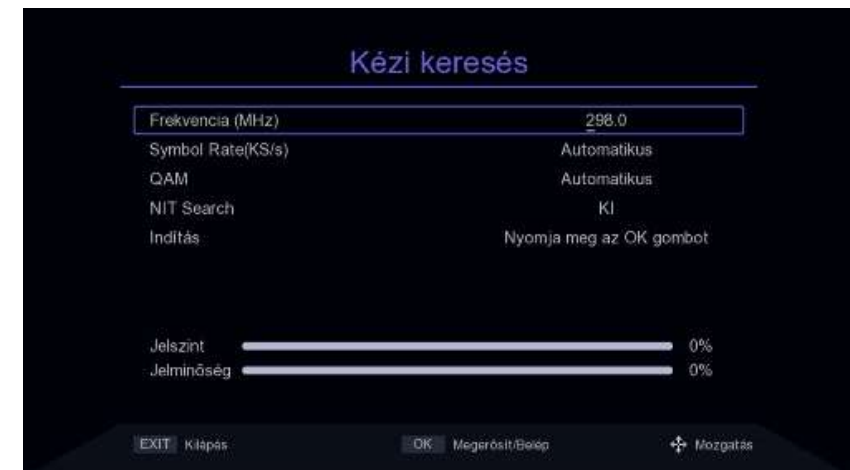 Kézi keresés
Frekvencia (MHz) 298.0
Symbol Rate(KS/s) Automatikus
QAM Automatikus
NIT Search KI
Indítás Nyomja meg az OK gombot
Jelszint 0%
Jelminőség 0%
EXIT Kilépés OK Megerősít/Belép Mozgatás